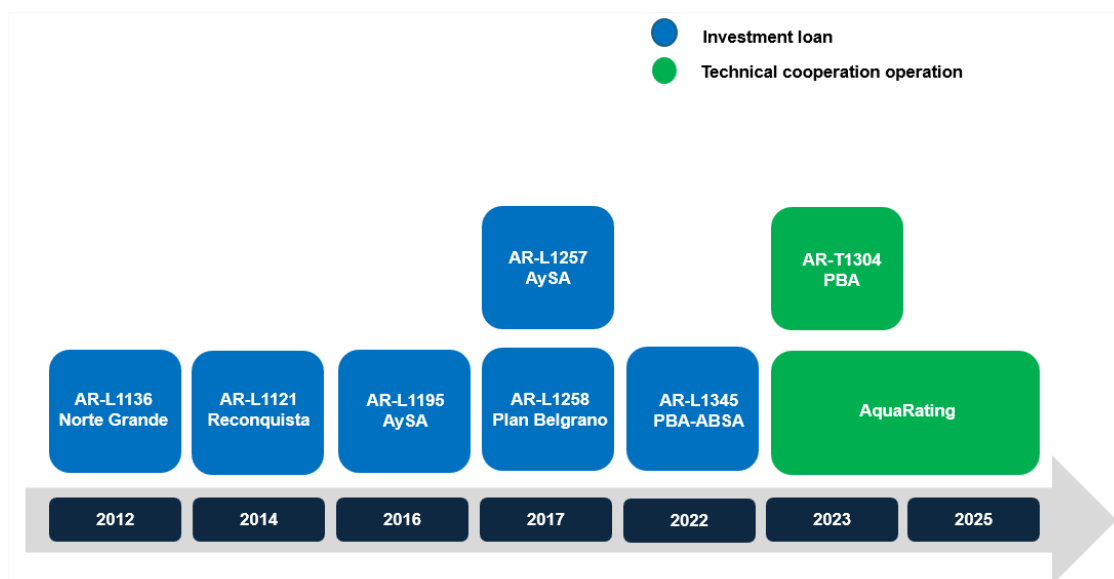 Investment loan
Technical cooperation operation
AR-L1257
AySA
AR-T1304
PBA
AR-L1136
Norte Grande
AR-L1121
Reconquista
AR-L1195
AySA
AR-L1258
Plan Belgrano
AR-L1345
PBA-ABSA
AquaRating
2012
2014
2016
2017
2022
2023
2025